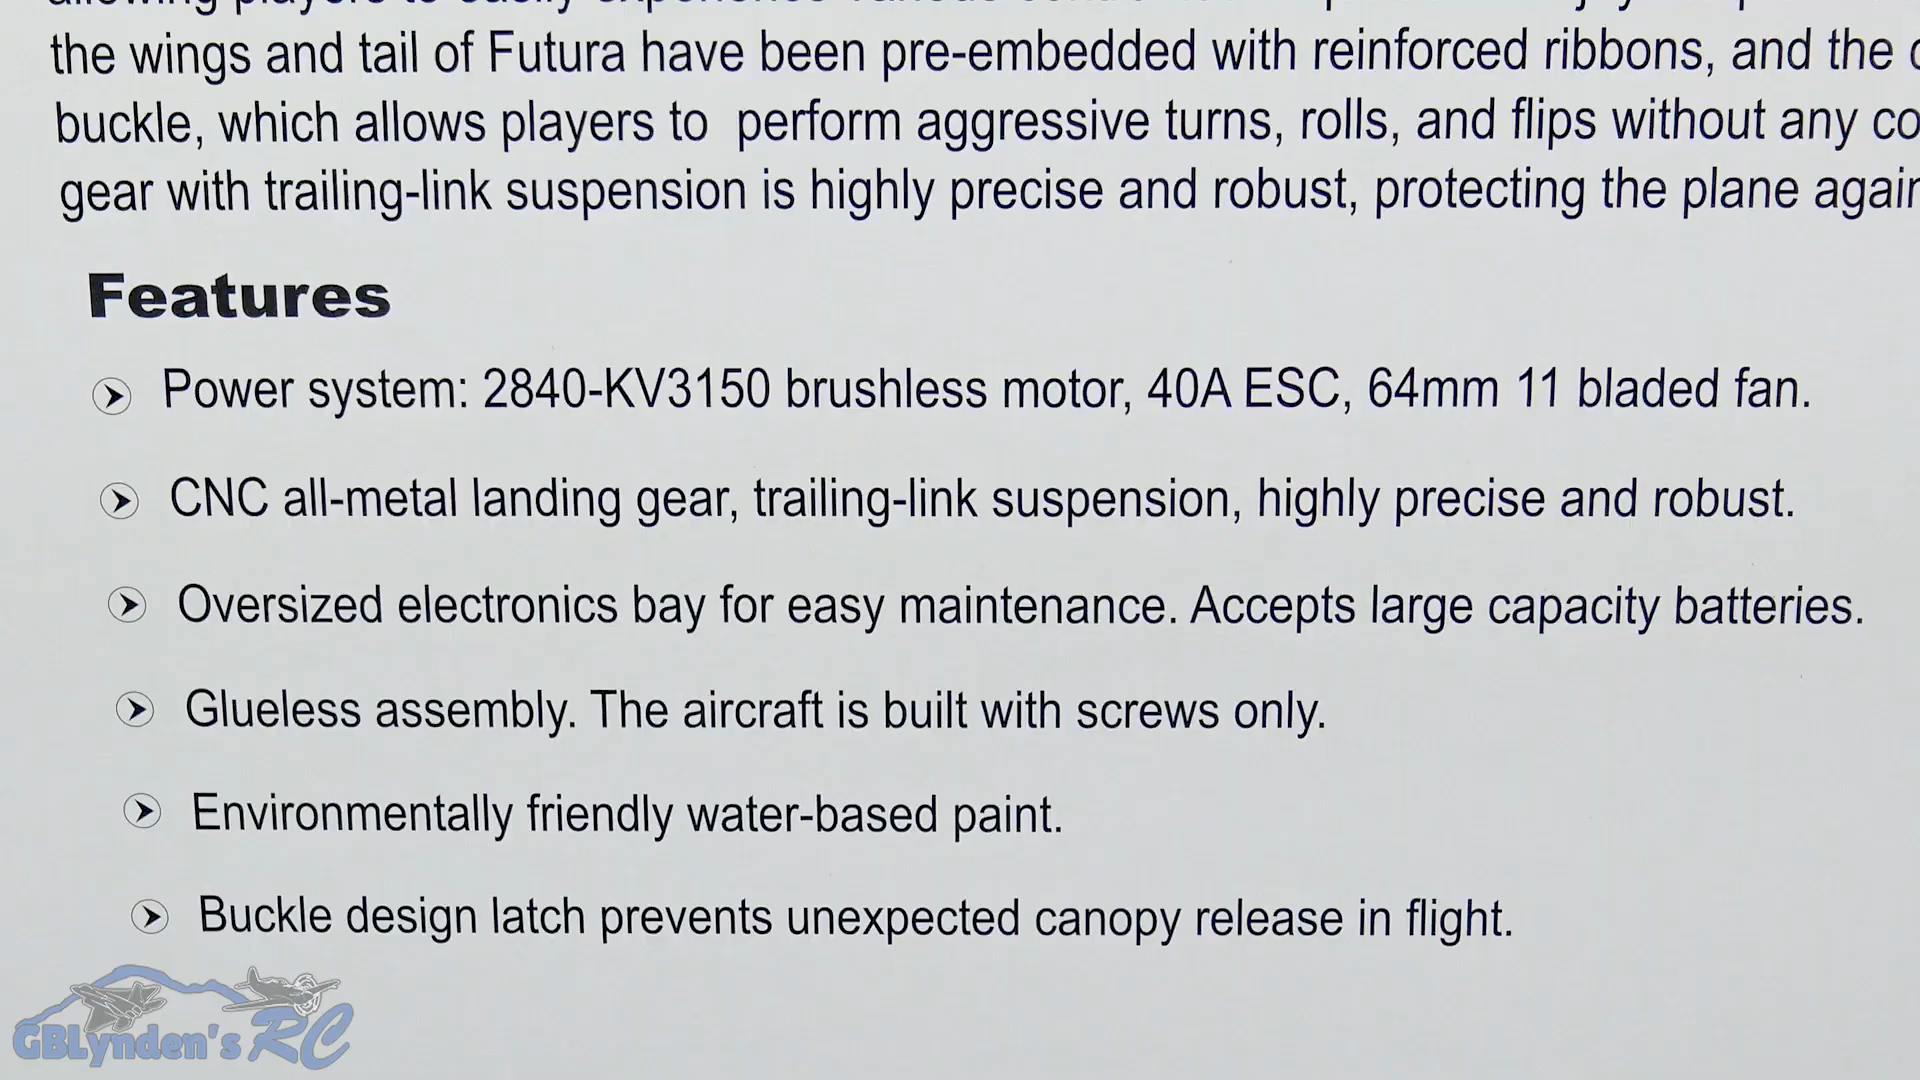 the wings and tail of Futura have been pre-embedded with reinforced ribbons, and the
buckle, which allows players to perform aggressive turns, rolls, and flips without any co
gear with trailing-link suspension is highly precise and robust, protecting the plane again
Features
Power system: 2840-KV3150 brushless motor, 40A ESC, 64mm 11 bladed fan.
CNC all-metal landing gear, trailing-link suspension, highly precise and robust.
Oversized electronics bay for easy maintenance. Accepts large capacity batteries.
Glueless assembly. The aircraft is built with screws only.
Environmentally friendly water-based paint.
Buckle design latch prevents unexpected canopy release in flight.
GBLynden's RC